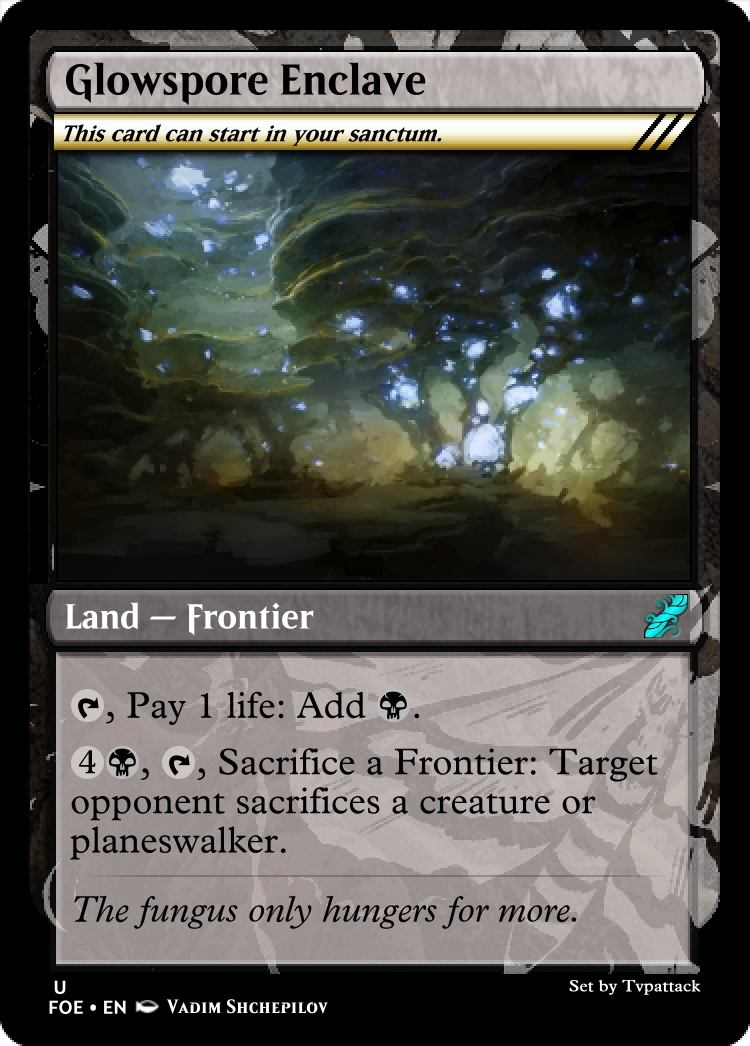 Glowspore Enclave
This card can start in your sanctum.
Land — Frontier
, Pay 1 life: Add .
4, , Sacrifice a Frontier: Target
opponent sacrifices a creature or
planeswalker.
The fungus only hungers for more.
U
Set by Tvpattack
FOE • EN Vadim Shchepilov